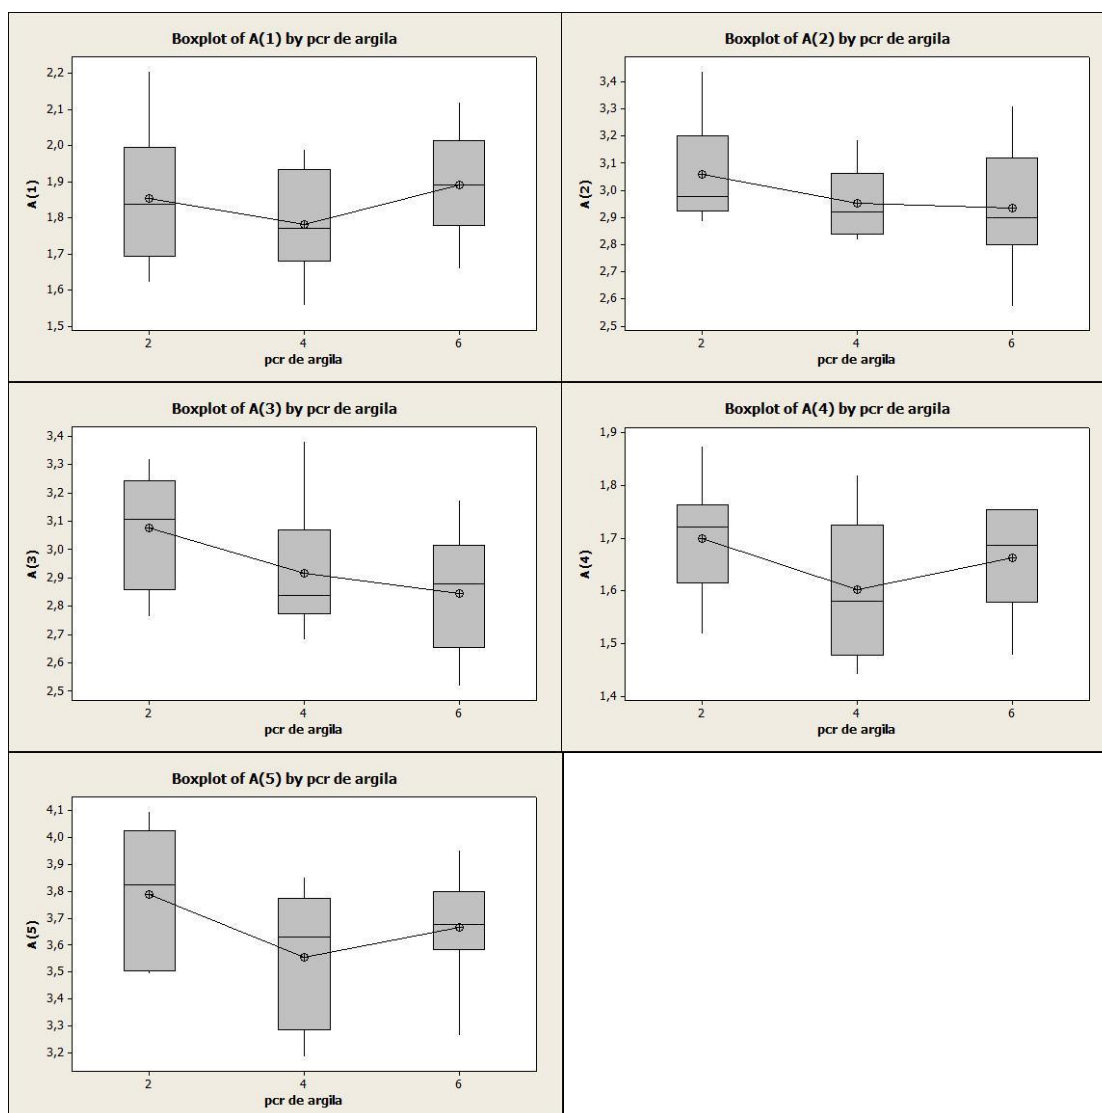 Boxplot of A(1) by pcr de argila
2,2
2,1
2,0
1,9
1,8
1,7
1,6
1,5
A(1)
2 4 6
pcr de argila
Boxplot of A(2) by pcr de argila
3,4
3,3
3,2
3,1
3,0
2,9
2,8
2,7
2,6
2,5
A(2)
2 4 6
pcr de argila
Boxplot of A(3) by pcr de argila
3,4
3,3
3,2
3,1
3,0
2,9
2,8
2,7
2,6
2,5
A(3)
2 4 6
pcr de argila
Boxplot of A(4) by pcr de argila
1,9
1,8
1,7
1,6
1,5
1,4
A(4)
2 4 6
pcr de argila
Boxplot of A(5) by pcr de argila
4,1
4,0
3,9
3,8
3,7
3,6
3,5
3,4
3,3
3,2
A(5)
2 4 6
pcr de argila